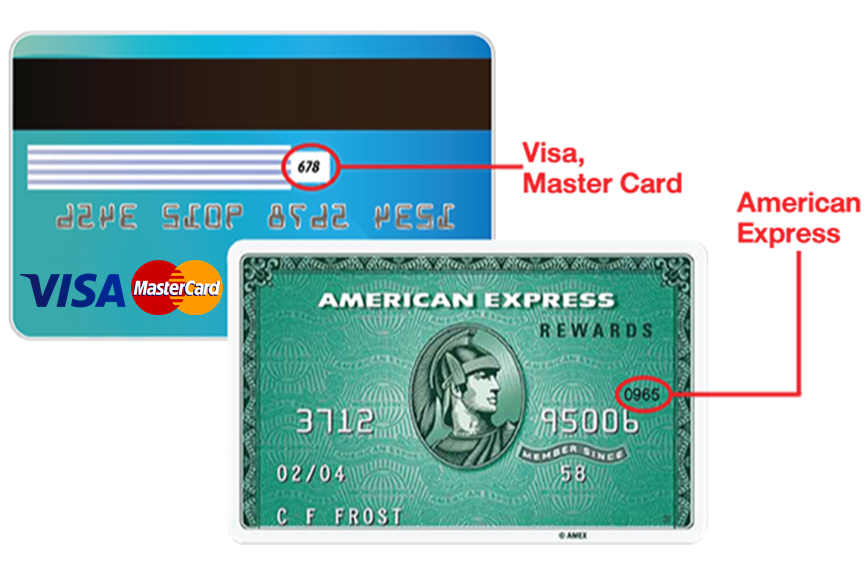 678
Visa,
Master Card
American
Express
VISA MasterCard
AMERICAN EXPRESS
REWARDS
0965
3712 95006
MEMBER SINCE
02/04 58
C F FROST
© AMEX